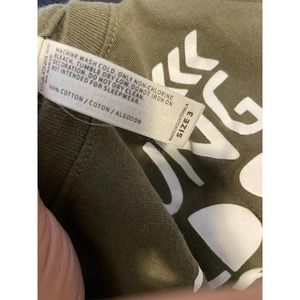 MACHINE WASH COLD. ONLY NON-CHLORINE
BLEACH. TUMBLE DRY LOW. DO NOT IRON ON
DECORATION. DO NOT DRY CLEAN.
NOT INTENDED FOR SLEEPWEAR.
100% COTTON / COTON / ALGODON
SIZE 3
UNG